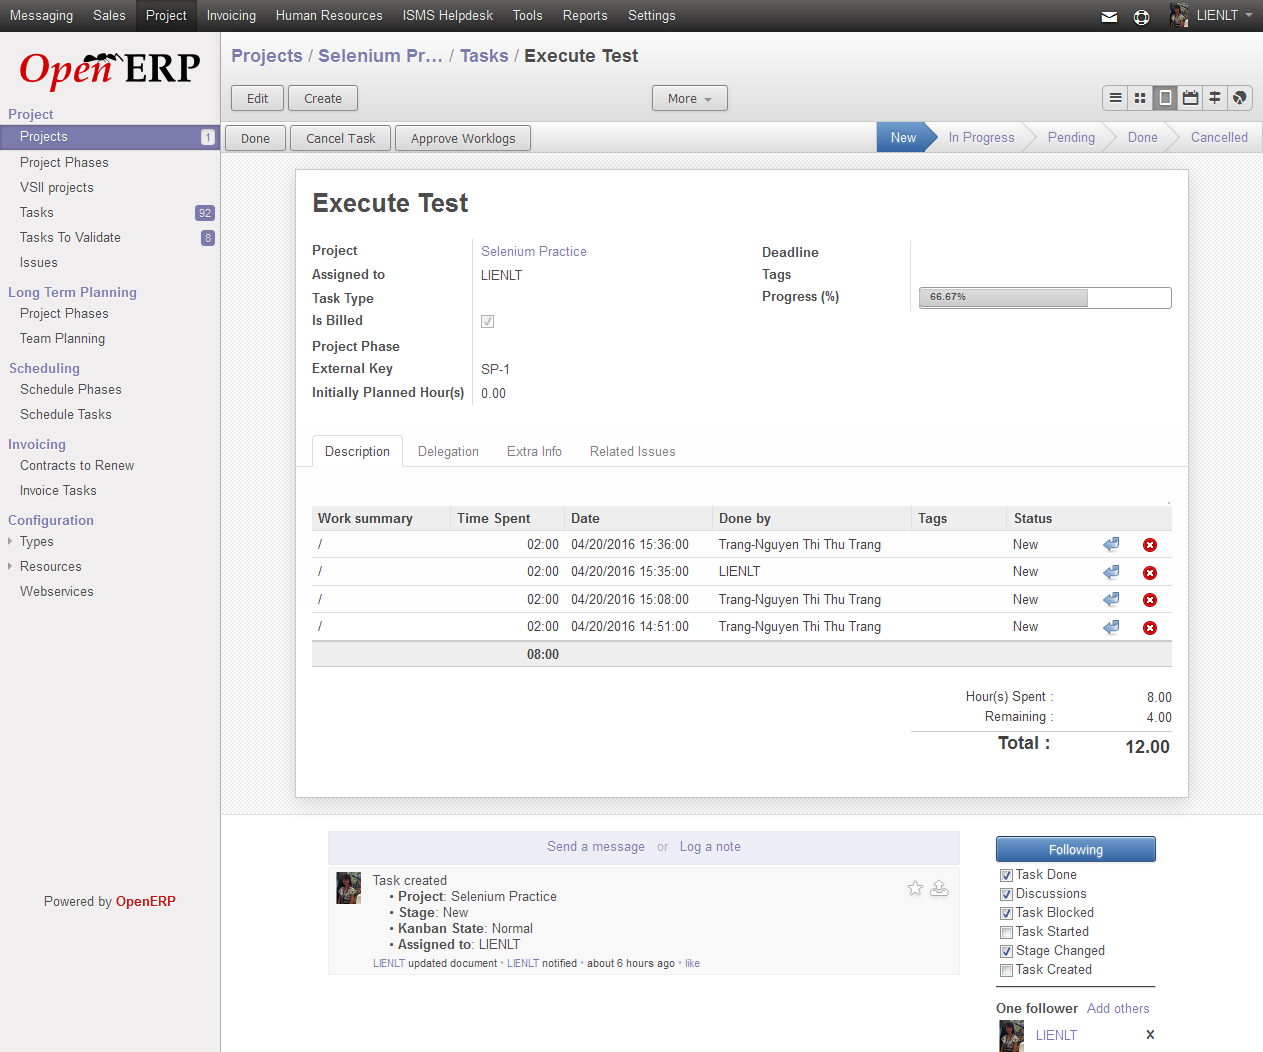 Messaging Sales Project Invoicing Human Resources ISMS Helpdesk Tools Reports Settings LIENLT
Open ERP
Project
Projects 1
Project Phases
VSII projects
Tasks 92
Tasks To Validate 8
Issues
Long Term Planning
Project Phases
Team Planning
Scheduling
Schedule Phases
Schedule Tasks
Invoicing
Contracts to Renew
Invoice Tasks
Configuration
Types
Resources
Webservices
Powered by OpenERP
Projects / Selenium Pr... / Tasks / Execute Test
Edit Create More
Done Cancel Task Approve Worklogs New In Progress Pending Done Cancelled
Execute Test
Project Selenium Practice
Assigned to LIENLT
Task Type
Is Billed
Project Phase
External Key SP-1
Initially Planned Hour(s) 0.00
Deadline
Tags
Progress (%) 66.67%
Description Delegation Extra Info Related Issues
Work summary Time Spent Date Done by Tags Status
/ 02:00 04/20/2016 15:36:00 Trang-Nguyen Thi Thu Trang New
/ 02:00 04/20/2016 15:35:00 LIENLT New
/ 02:00 04/20/2016 15:08:00 Trang-Nguyen Thi Thu Trang New
/ 02:00 04/20/2016 14:51:00 Trang-Nguyen Thi Thu Trang New
08:00
Hour(s) Spent : 8.00
Remaining : 4.00
Total : 12.00
Send a message or Log a note
Task created
• Project: Selenium Practice
• Stage: New
• Kanban State: Normal
• Assigned to: LIENLT
LIENLT updated document • LIENLT notified • about 6 hours ago • like
Following
Task Done
Discussions
Task Blocked
Task Started
Stage Changed
Task Created
One follower Add others
LIENLT x